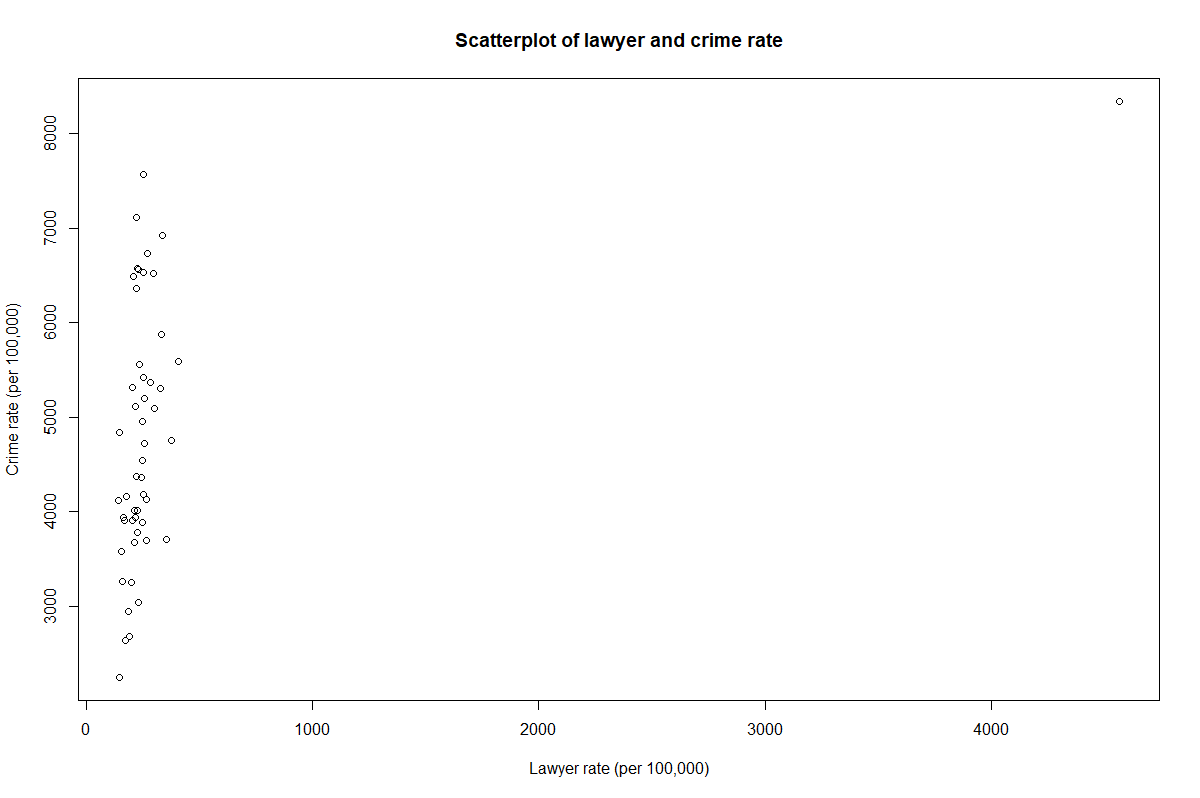 Scatterplot of lawyer and crime rate
Crime rate (per 100,000)
8000
7000
6000
5000
4000
3000
0 1000 2000 3000 4000
Lawyer rate (per 100,000)